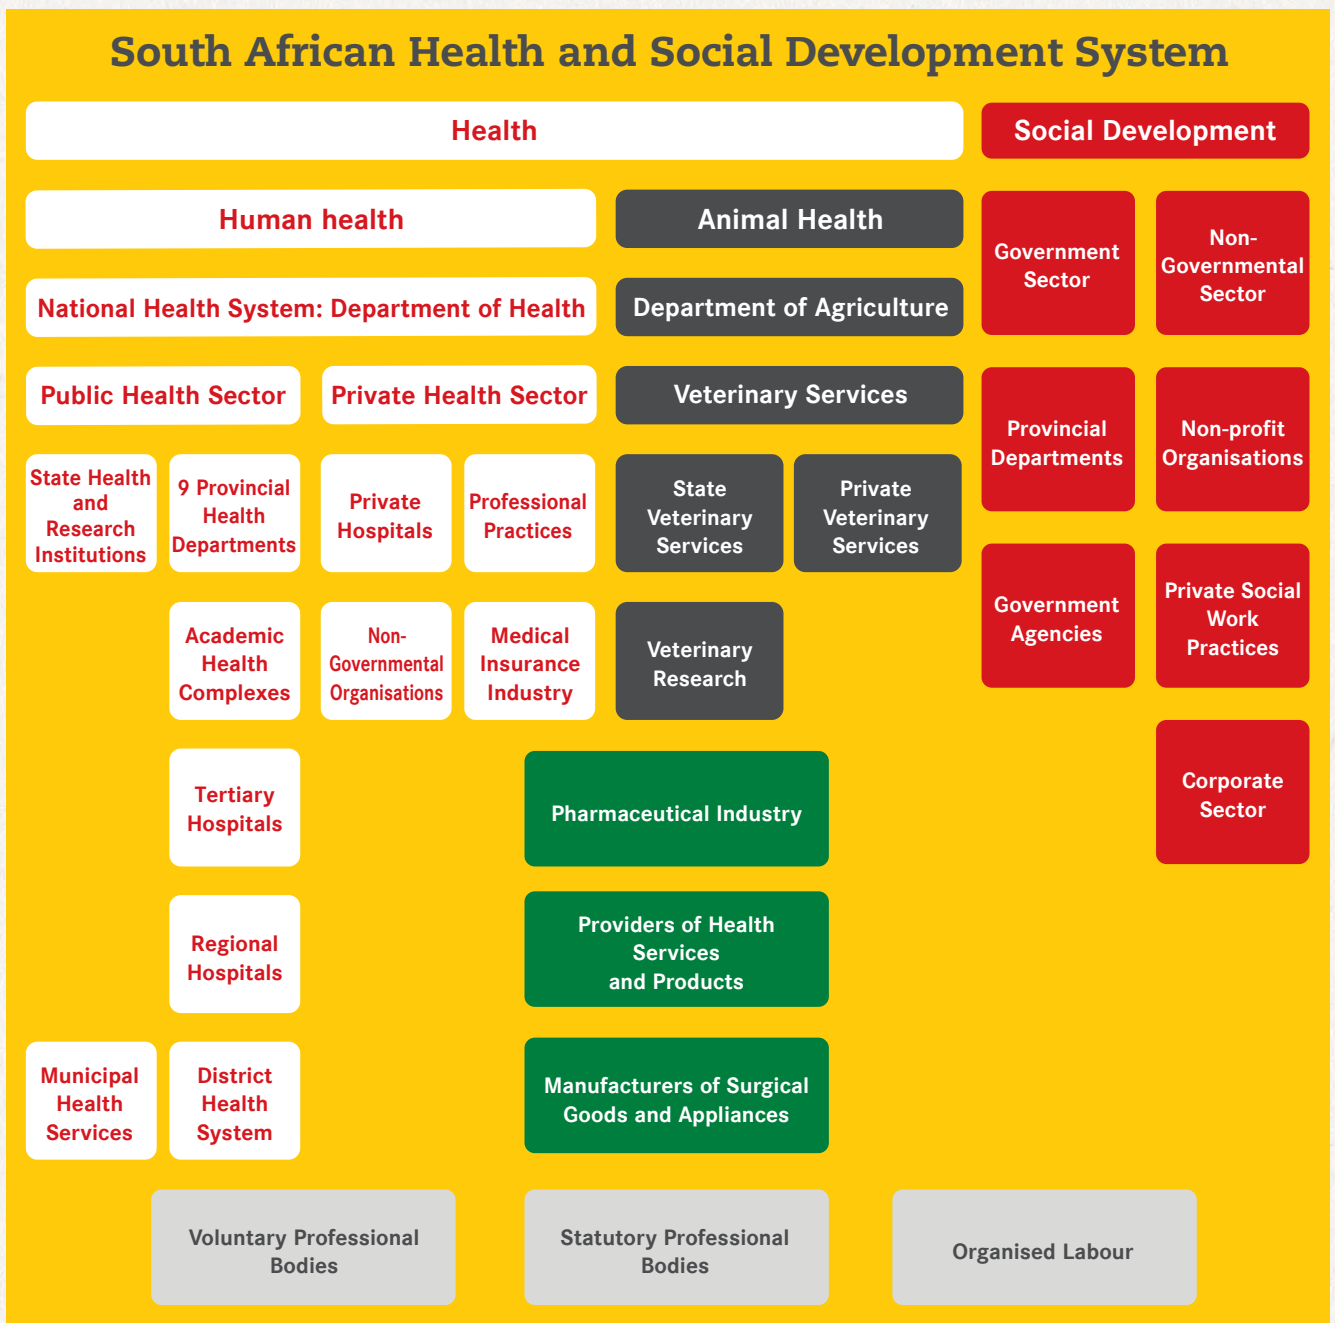 South African Health and Social Development System
Health
Social Development
Human health
Animal Health
Government
Sector
Non-
Governmental
Sector
National Health System: Department of Health
Department of Agriculture
Public Health Sector
Private Health Sector
Veterinary Services
Provincial
Departments
Non-profit
Organisations
State Health
and
Research
Institutions
9 Provincial
Health
Departments
Private
Hospitals
Professional
Practices
State
Veterinary
Services
Private
Veterinary
Services
Government
Agencies
Private Social
Work
Practices
Academic
Health
Complexes
Non-
Governmental
Organisations
Medical
Insurance
Industry
Veterinary
Research
Tertiary
Hospitals
Pharmaceutical Industry
Corporate
Sector
Regional
Hospitals
Providers of Health
Services
and Products
Municipal
Health
Services
District
Health
System
Manufacturers of Surgical
Goods and Appliances
Voluntary Professional
Bodies
Statutory Professional
Bodies
Organised Labour